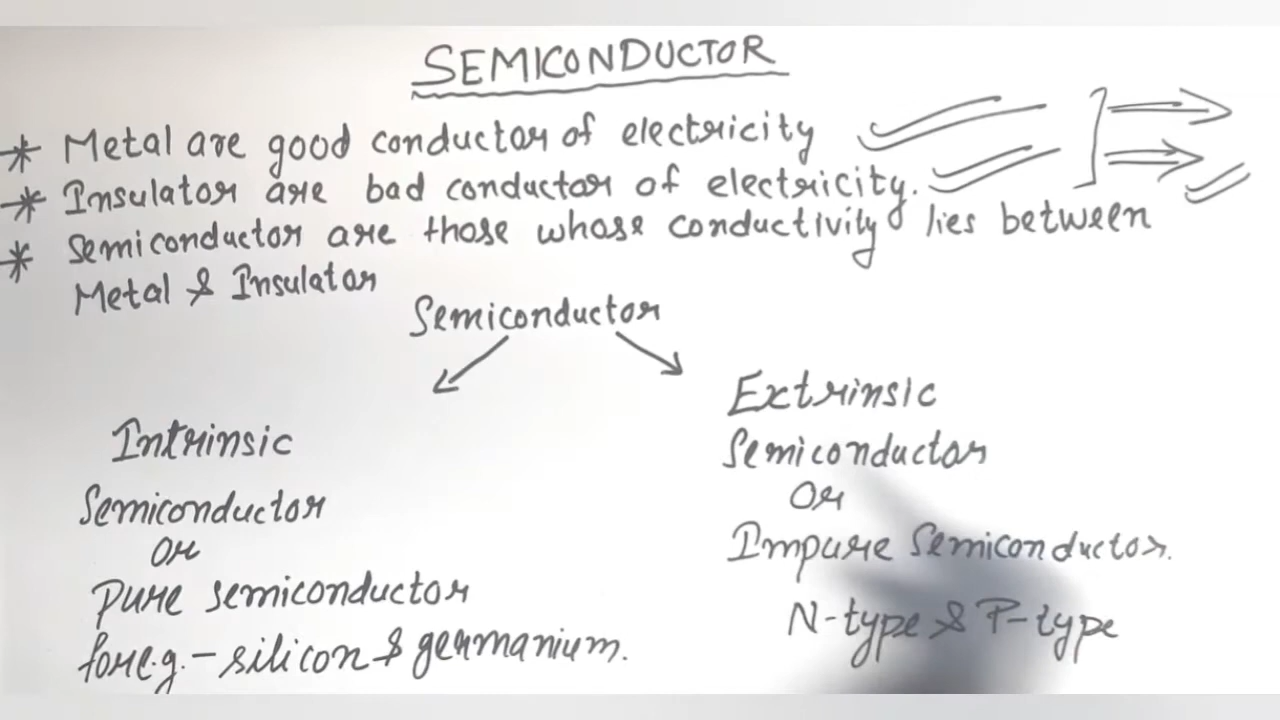 SEMICONDUCTOR
* Metal are good conductor of electricity
* Insulator are bad conductor of electricity.
* Semiconductor are those whose conductivity lies between
Metal & Insulator
Semiconductor
Intrinsic
Semiconductor
Or
Pure semiconductor
for e.g. - silicon & germanium.
Extrinsic
Semiconductor
Or
Impure Semiconductor.
N-type & P-type